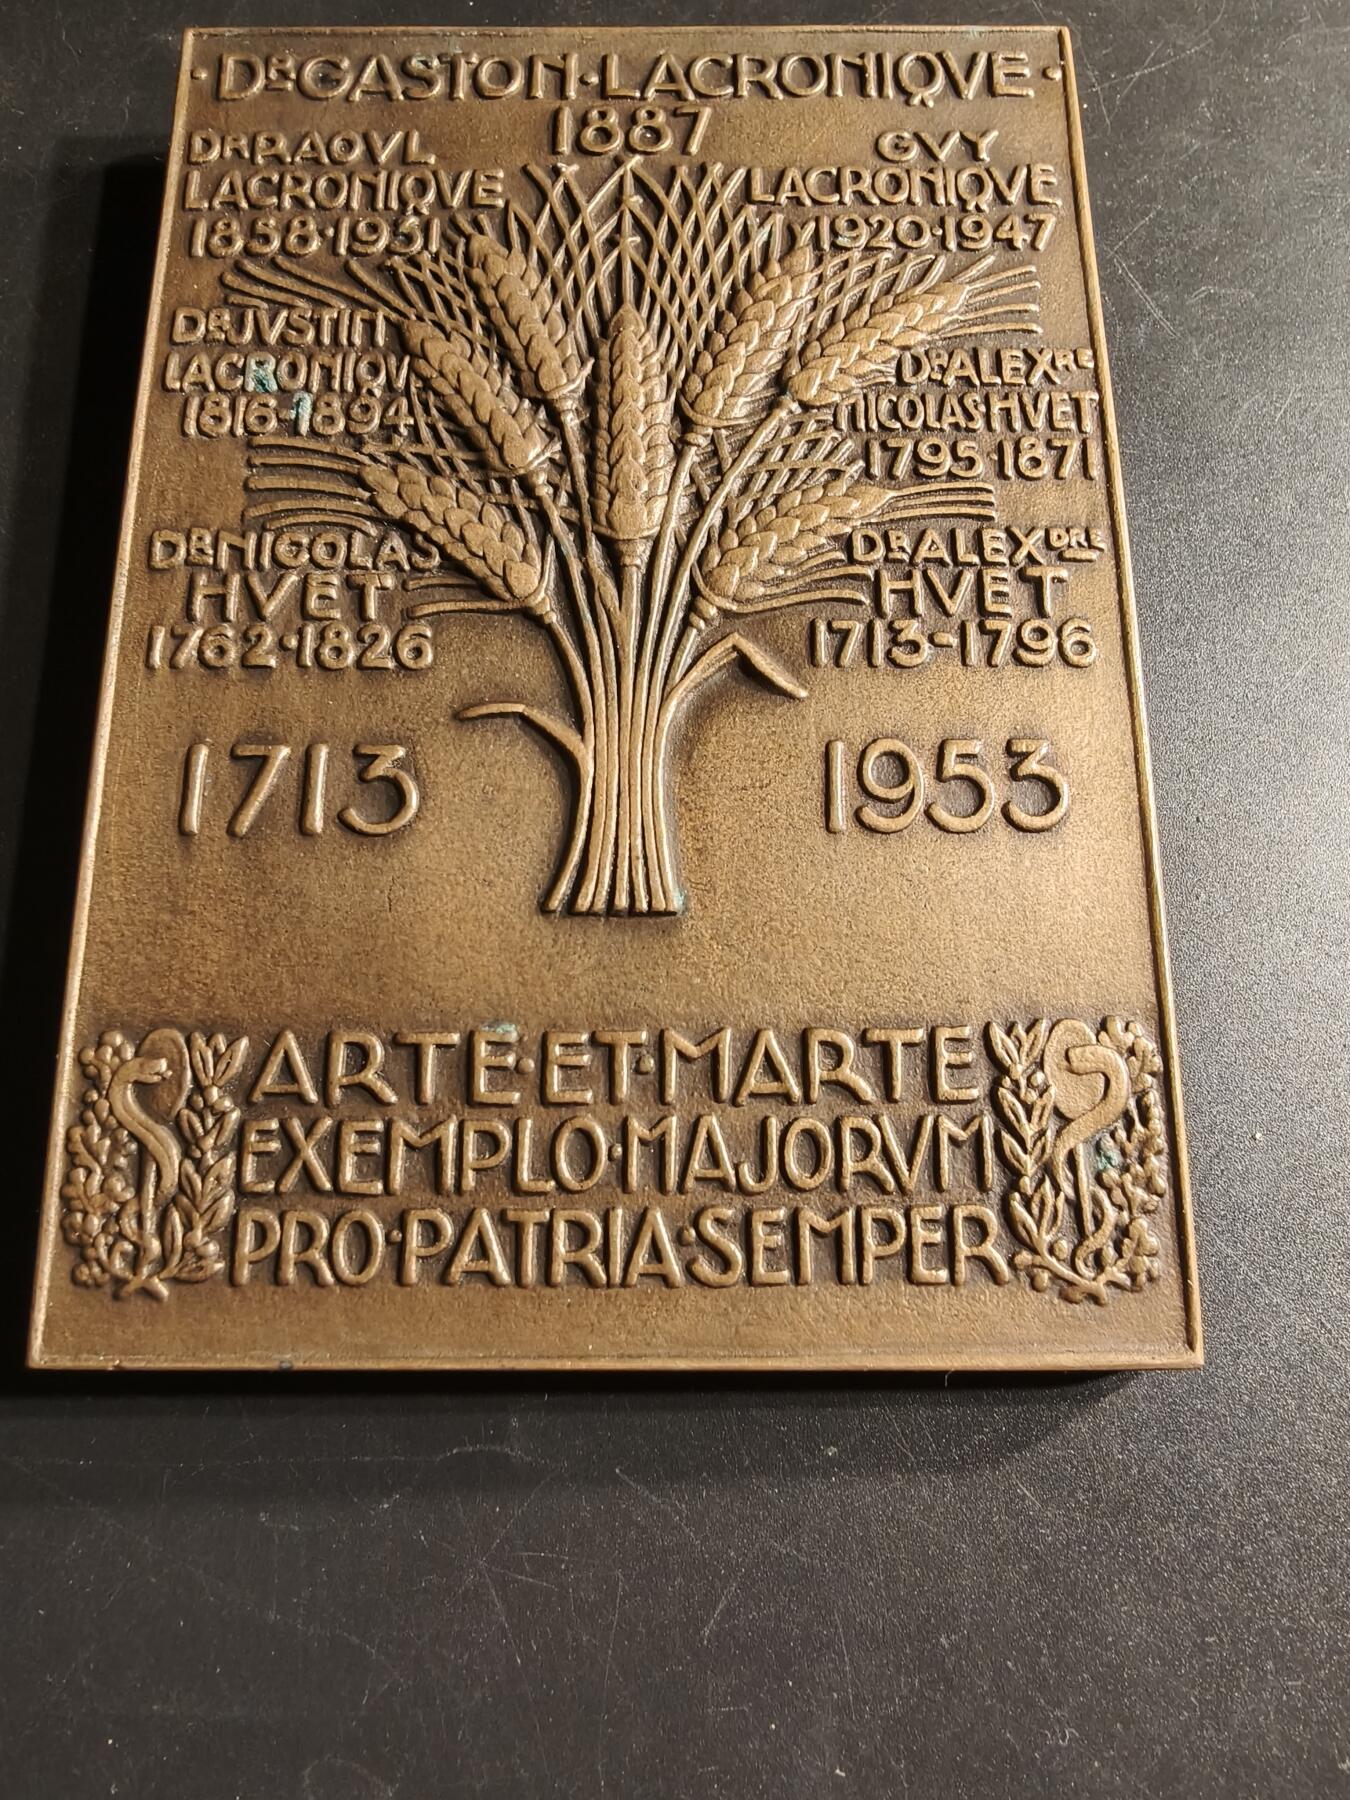 · DR GASTON · LACRONIQVE ·
1887
DR RAOVL
LACRONIQVE
1858·1931
GVY
LACRONIQVE
1920·1947
DR JVSTIN
LACRONIQV
1816·1894
DR ALEXRE
NICOLAS HVET
1795·1871
DR NICOLAS
HVET
1762·1826
DR ALEXDRE
HVET
1713-1796
1713
1953
ARTE·ET·MARTE
EXEMPLO·MAJORVM
PRO·PATRIA·SEMPER